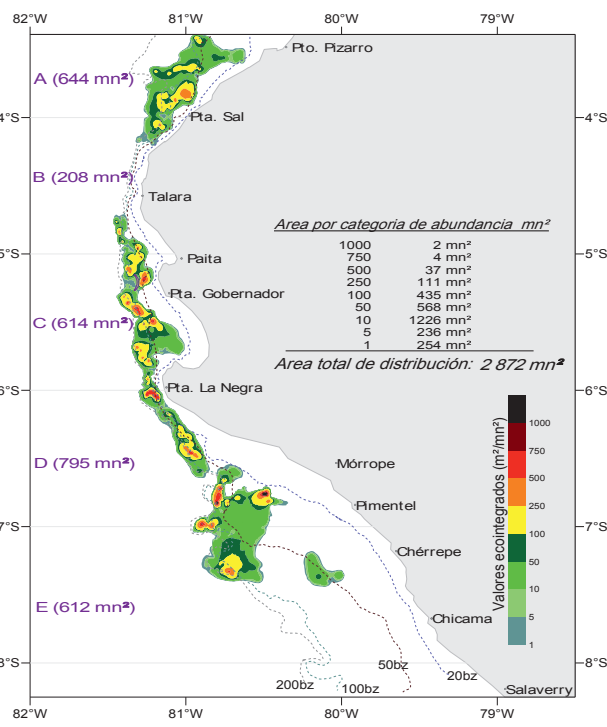 82°W 81°W 80°W 79°W
Pto. Pizarro
A (644 mn²)
4°S 4°S
Pta. Sal
B (208 mn²)
Talara
Area por categoria de abundancia mn²
1000 2 mn²
750 4 mn²
500 37 mn²
250 111 mn²
100 435 mn²
50 568 mn²
10 1226 mn²
5 236 mn²
1 254 mn²
Area total de distribución: 2 872 mn²
5°S 5°S
Paita
Pta. Gobernador
C (614 mn²)
6°S 6°S
Pta. La Negra
Valores ecointegrados (m²/mn²)
1000
750
500
250
100
50
10
5
1
D (795 mn²)
Mórrope
Pimentel
7°S 7°S
Chérrepe
E (612 mn²)
Chicama
8°S 8°S
50bz
20bz
200bz
100bz
Salaverry
82°W 81°W 80°W 79°W